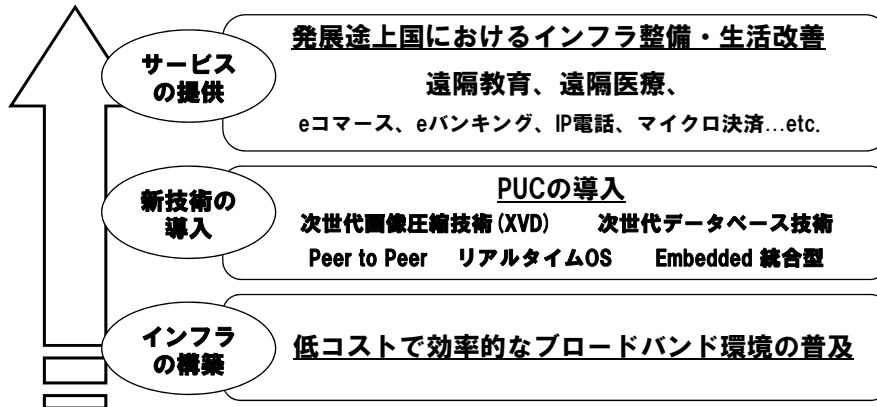 サービス
の提供
発展途上国におけるインフラ整備・生活改善
遠隔教育、遠隔医療、
eコマース、eバンキング、IP電話、マイクロ決済…etc.
新技術の
導入
PUCの導入
次世代画像圧縮技術(XVD) 次世代データベース技術
Peer to Peer リアルタイムOS Embedded 統合型
インフラ
の構築
低コストで効率的なブロードバンド環境の普及